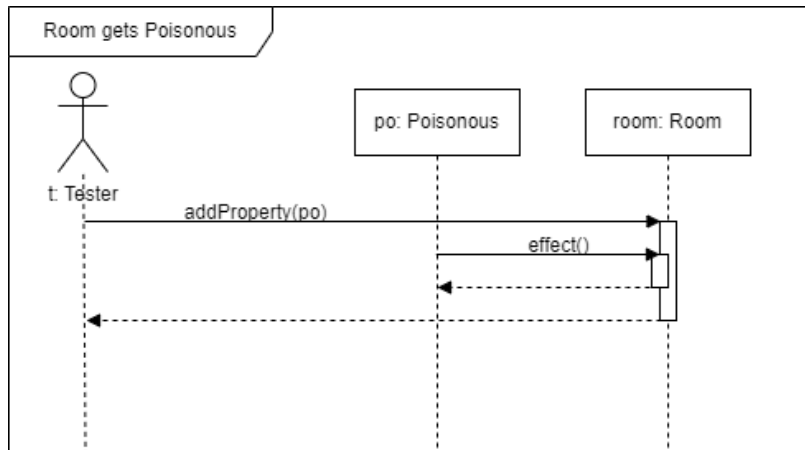 Room gets Poisonous
po: Poisonous
room: Room
t: Tester
addProperty(po)
effect()